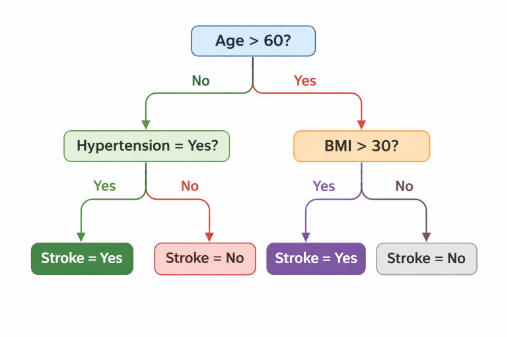 Age > 60?
No
Yes
Hypertension = Yes?
BMI > 30?
Yes
No
Yes
No
Stroke = Yes
Stroke = No
Stroke = Yes
Stroke = No